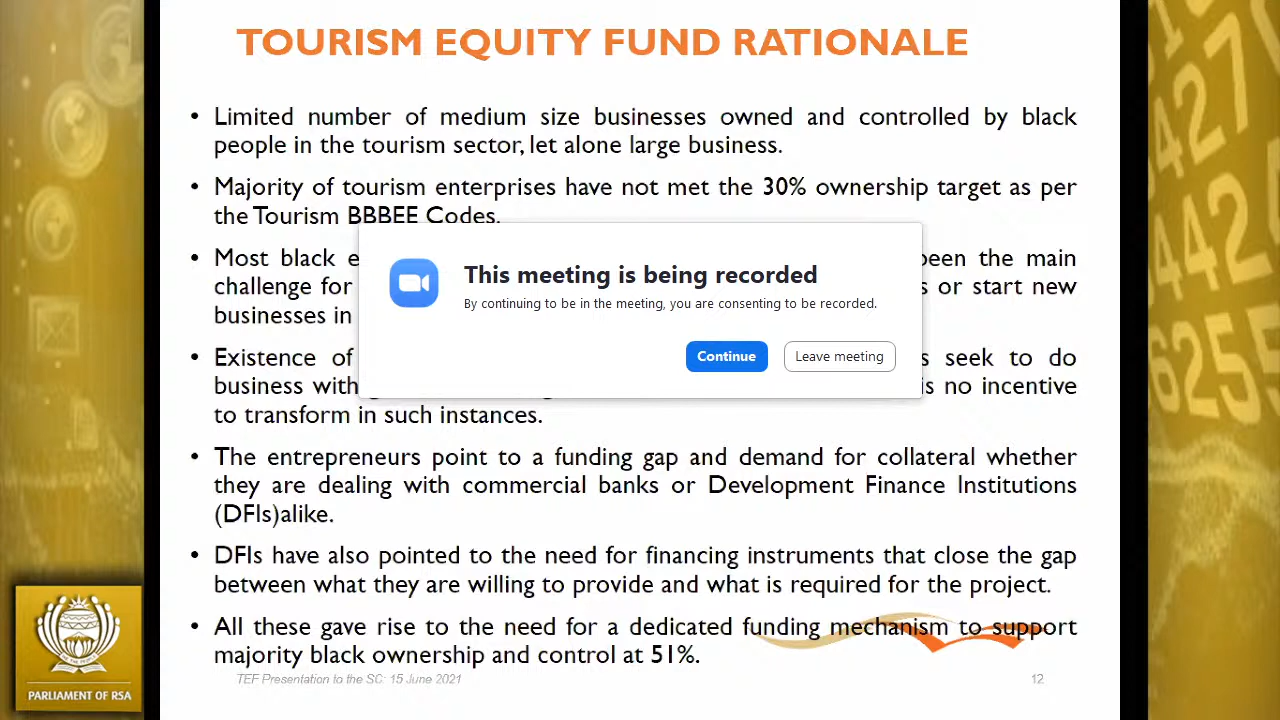 TOURISM EQUITY FUND RATIONALE
• Limited number of medium size businesses owned and controlled by black
people in the tourism sector, let alone large business.
• Majority of tourism enterprises have not met the 30% ownership target as per
the Tourism BBBEE Codes.
• Most black been the main
challenge for or start new
businesses in
This meeting is being recorded
By continuing to be in the meeting, you are consenting to be recorded.
Continue Leave meeting
• Existence of seek to do
business with is no incentive
to transform in such instances.
• The entrepreneurs point to a funding gap and demand for collateral whether
they are dealing with commercial banks or Development Finance Institutions
(DFIs)alike.
• DFIs have also pointed to the need for financing instruments that close the gap
between what they are willing to provide and what is required for the project.
• All these gave rise to the need for a dedicated funding mechanism to support
majority black ownership and control at 51%.
TEF Presentation to the SC: 15 June 2021 12
PARLIAMENT OF RSA